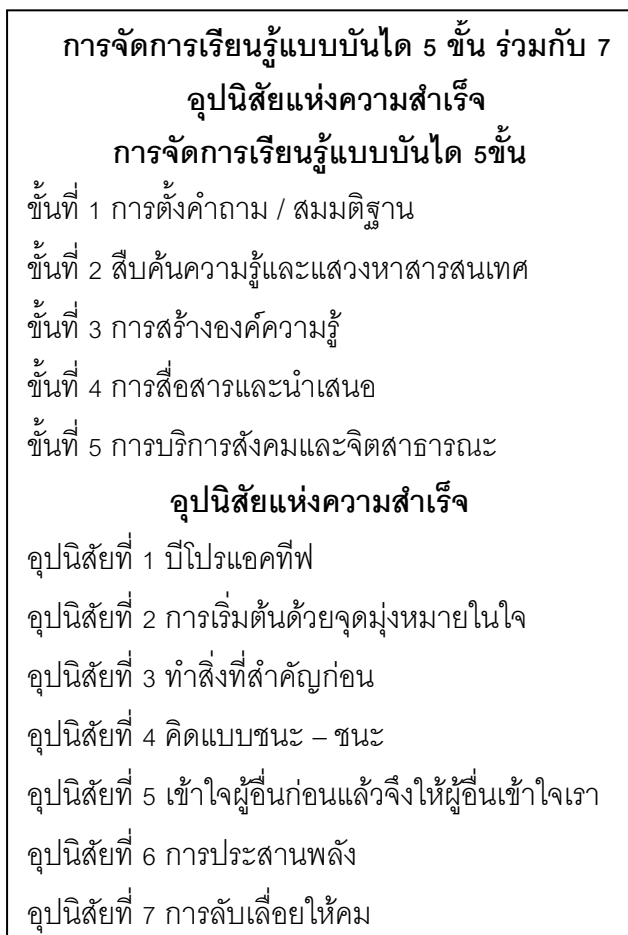 การจัดการเรียนรู้แบบบันได 5 ขั้น ร่วมกับ 7
อุปนิสัยแห่งความสำเร็จ
การจัดการเรียนรู้แบบบันได 5ขั้น
ขั้นที่ 1 การตั้งคำถาม / สมมติฐาน
ขั้นที่ 2 สืบค้นความรู้และแสวงหาสารสนเทศ
ขั้นที่ 3 การสร้างองค์ความรู้
ขั้นที่ 4 การสื่อสารและนำเสนอ
ขั้นที่ 5 การบริการสังคมและจิตสาธารณะ
อุปนิสัยแห่งความสำเร็จ
อุปนิสัยที่ 1 บีโปรแอคทีฟ
อุปนิสัยที่ 2 การเริ่มต้นด้วยจุดมุ่งหมายในใจ
อุปนิสัยที่ 3 ทำสิ่งที่สำคัญก่อน
อุปนิสัยที่ 4 คิดแบบชนะ – ชนะ
อุปนิสัยที่ 5 เข้าใจผู้อื่นก่อนแล้วจึงให้ผู้อื่นเข้าใจเรา
อุปนิสัยที่ 6 การประสานพลัง
อุปนิสัยที่ 7 การลับเลื่อยให้คม